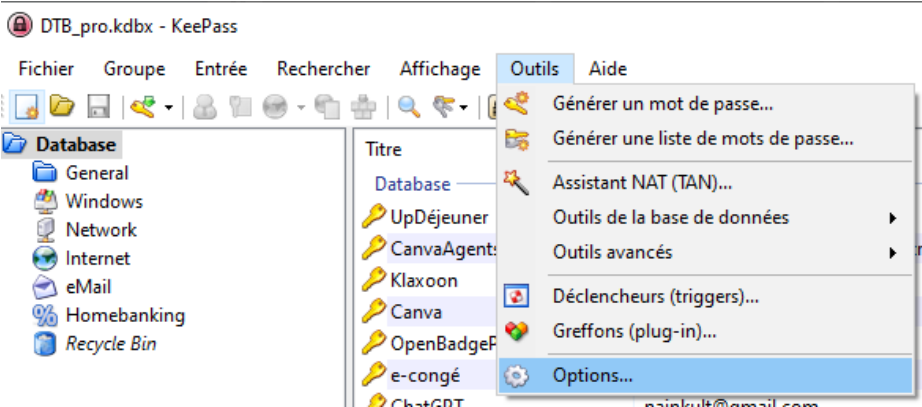 DTB_pro.kdbx - KeePass
Fichier Groupe Entrée Rechercher Affichage Outils Aide
Générer un mot de passe...
Générer une liste de mots de passe...
Assistant NAT (TAN)...
Outils de la base de données
Outils avancés
Déclencheurs (triggers)...
Greffons (plug-in)...
Options...
Database
General
Windows
Network
Internet
eMail
Homebanking
Recycle Bin
Titre
Database
UpDéjeuner
CanvaAgents
Klaxoon
Canva
OpenBadgeP
e-congé
ChatGPT
painkult@gmail.com